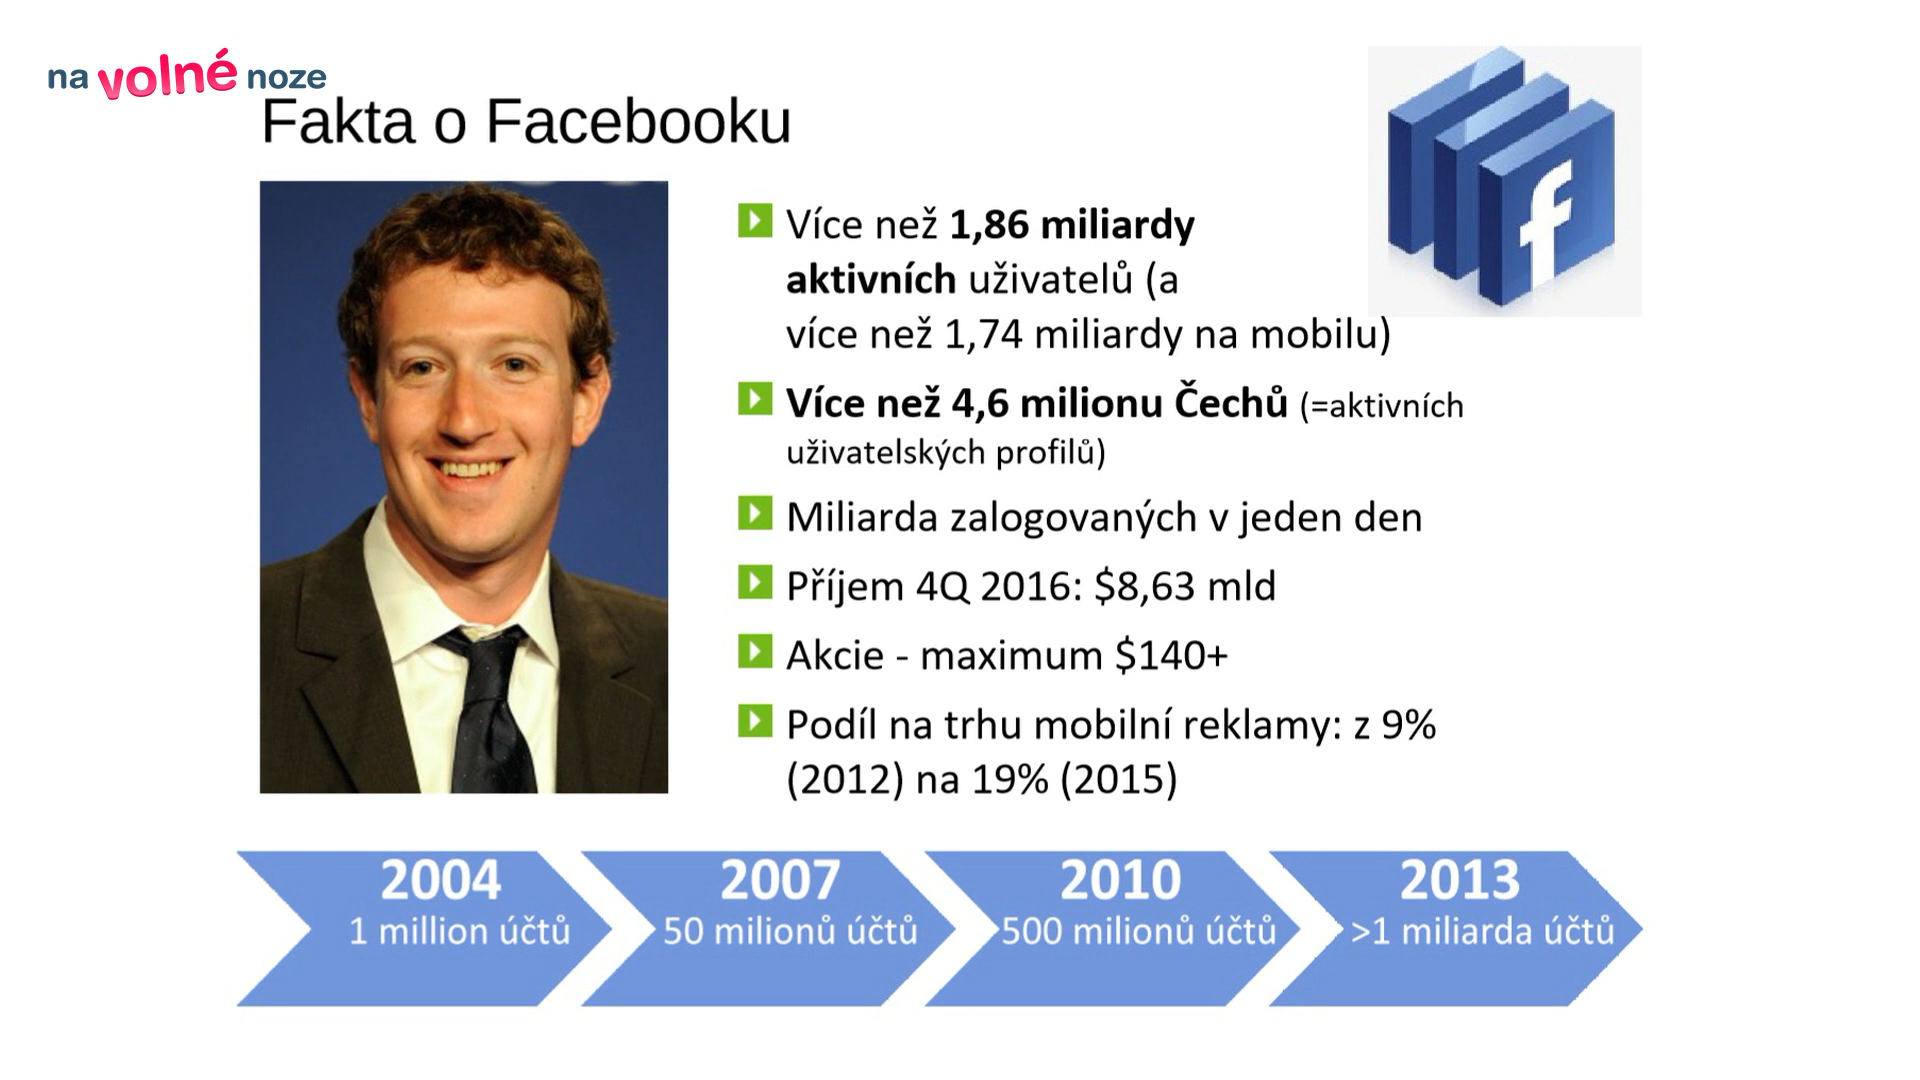 na volné noze
Fakta o Facebooku
Více než 1,86 miliardy
aktivních uživatelů (a
více než 1,74 miliardy na mobilu)
Více než 4,6 milionu Čechů (=aktivních
uživatelských profilů)
Miliarda zalogovaných v jeden den
Příjem 4Q 2016: $8,63 mld
Akcie - maximum $140+
Podíl na trhu mobilní reklamy: z 9%
(2012) na 19% (2015)
2004
1 million účtů
2007
50 milionů účtů
2010
500 milionů účtů
2013
>1 miliarda účtů